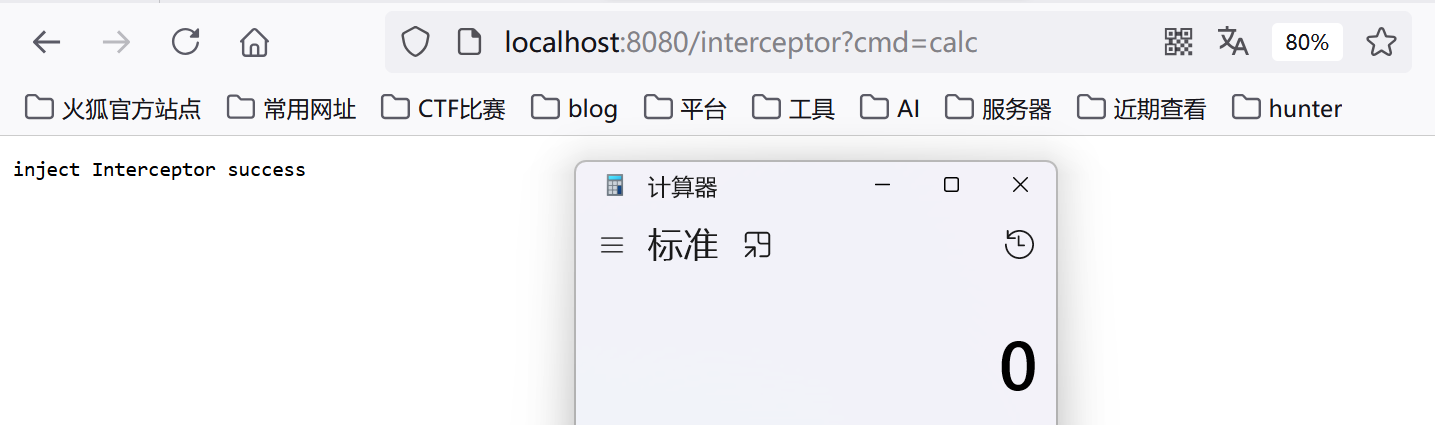 localhost:8080/interceptor?cmd=calc 80%
火狐官方站点 常用网址 CTF比赛 blog 平台 工具 AI 服务器 近期查看 hunter
inject Interceptor success
计算器
标准
0